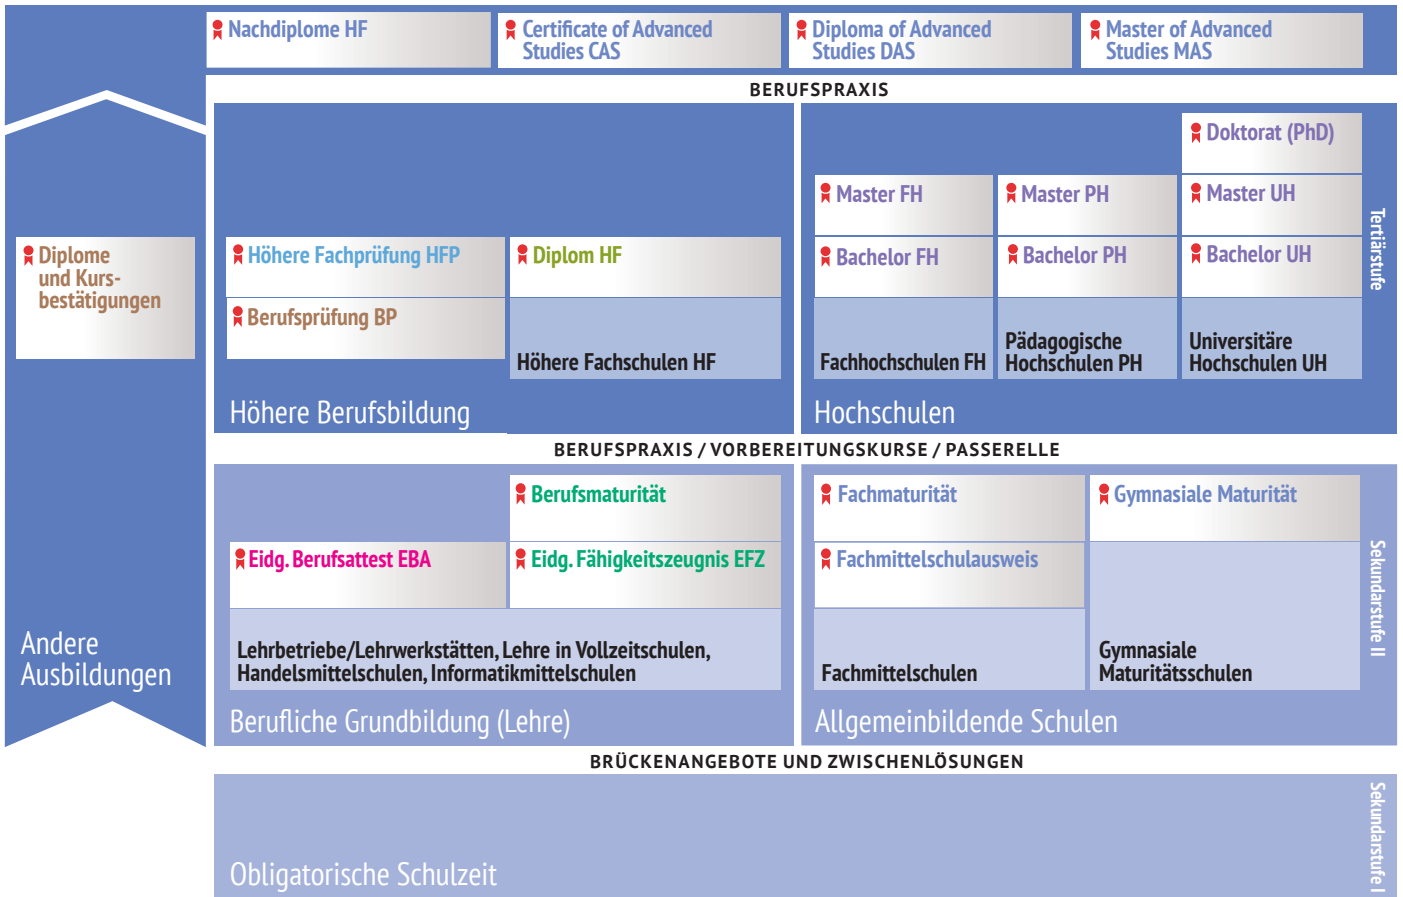 Nachdiplome HF
Certificate of Advanced
Studies CAS
Diploma of Advanced
Studies DAS
Master of Advanced
Studies MAS
BERUFSPRAXIS
Doktorat (PhD)
Master FH
Master PH
Master UH
Diplome
und Kurs-
bestätigungen
Höhere Fachprüfung HFP
Diplom HF
Bachelor FH
Bachelor PH
Bachelor UH
Berufsprüfung BP
Höhere Fachschulen HF
Fachhochschulen FH
Pädagogische
Hochschulen PH
Universitäre
Hochschulen UH
Höhere Berufsbildung
Hochschulen
Tertiärstufe
BERUFSPRAXIS / VORBEREITUNGSKURSE / PASSERELLE
Berufsmaturität
Fachmaturität
Gymnasiale Maturität
Eidg. Berufsattest EBA
Eidg. Fähigkeitszeugnis EFZ
Fachmittelschulausweis
Andere
Ausbildungen
Lehrbetriebe/Lehrwerkstätten, Lehre in Vollzeitschulen,
Handelsmittelschulen, Informatikmittelschulen
Fachmittelschulen
Gymnasiale
Maturitätsschulen
Berufliche Grundbildung (Lehre)
Allgemeinbildende Schulen
Sekundarstufe II
BRÜCKENANGEBOTE UND ZWISCHENLÖSUNGEN
Obligatorische Schulzeit
Sekundarstufe I